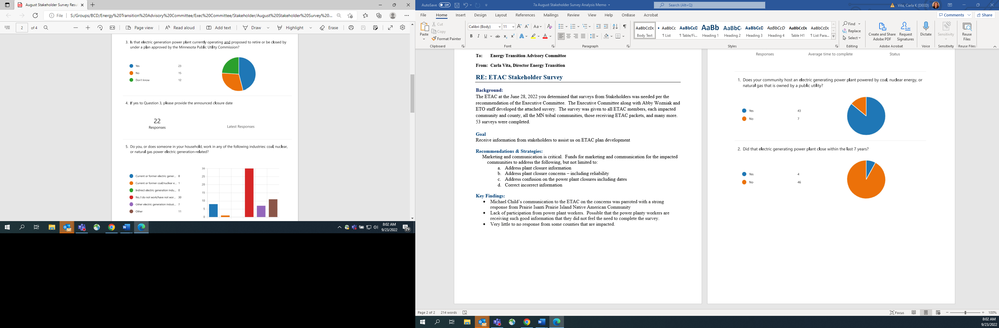 August Stakeholder Survey Resu
File
S:/Groups/BCD/Energy%20Transition%20Advisory%20Committee/Exec%20Committee/Stakeholder/August%20Stakeholder%20Survey%20...
2 of 4
Page view
Read aloud
Add text
Draw
Highlight
Erase
3. Is that electric generation power plant currently operating and proposed to retire or be closed by
under a plan approved by the Minnesota Public Utility Commission?
Yes 23
No 15
Don't know 12
4. If yes to Question 3, please provide the announced closure date
22
Responses
Latest Responses
5. Do you, or does someone in your household, work in any of the following industries: coal, nuclear,
or natural gas power electric generation-related?
Current or former electric gener... 8
Current or former coal/nuclear e... 1
Indirect electric generation indu... 0
No, I do not work/have not wor... 30
Other electric generation indust... 7
Other 11
30
25
20
15
10
5
0
8:02 AM
9/23/2022
29
AutoSave Off
7a August Stakeholder Survey Analysis Memo
Search (Alt+Q)
Vita, Carla K (DEED)
File Home Insert Design Layout References Mailings Review View Help OnBase Acrobat
Comments
Share
Paste
Cut
Copy
Format Painter
Clipboard
Calibri (Body) 11
Font
Paragraph
AaBbCcDc AaBbCc AaBbCcD AaBb AaBbC AaBbCcD AaBbCcD AaBbCcDc AaBbCcDc
Body Text ¶ List ¶ Table/Fi... Heading 1 Heading 2 Heading 3 Heading 4 Table H1 ¶ List Para...
Styles
Find
Replace
Select
Editing
Create and Share
Adobe PDF
Request
Signatures
Adobe Acrobat
Dictate
Voice
Sensitivity
Sensitivity
Reuse
Files
Reuse Files
To: Energy Transition Advisory Committee
From: Carla Vita, Director Energy Transition
RE: ETAC Stakeholder Survey
Background:
The ETAC at the June 28, 2022 you determined that surveys from Stakeholders was needed per the
recommendation of the Executive Committee. The Executive Committee along with Abby Wozniak and
ETO staff developed the attached suvery. The survey was given to all ETAC members, each impacted
community and county, all the MN tribal communities, those receiving ETAC packets, and many more.
53 surveys were completed.
Goal
Receive information from stakeholders to assist us on ETAC plan development
Recommendations & Strategies:
Marketing and communication is critical. Funds for marketing and communication for the impacted
communities to address the following, but not limited to:
a. Address plant closure information
b. Address plant closure concerns – including reliability
c. Address confusion on the power plant closures including dates
d. Correct incorrect information
Key Findings:
• Michael Child's communication to the ETAC on the concerns was parroted with a strong
response from Prairie Isanti Prairie Island Native American Community
• Lack of participation from power plant workers. Possible that the power planty workers are
receiving such good information that they did not feel the need to complete the survey.
• Very little to no response from some counties that are impacted.
Responses Average time to complete Status
1. Does your community host an electric generating power plant powered by coal, nuclear energy, or
natural gas that is owned by a public utility?
Yes 43
No 7
2. Did that electric generating power plant close within the last 7 years?
Yes 4
No 46
Page 2 of 2 214 words
Focus
100%
8:02 AM
9/23/2022